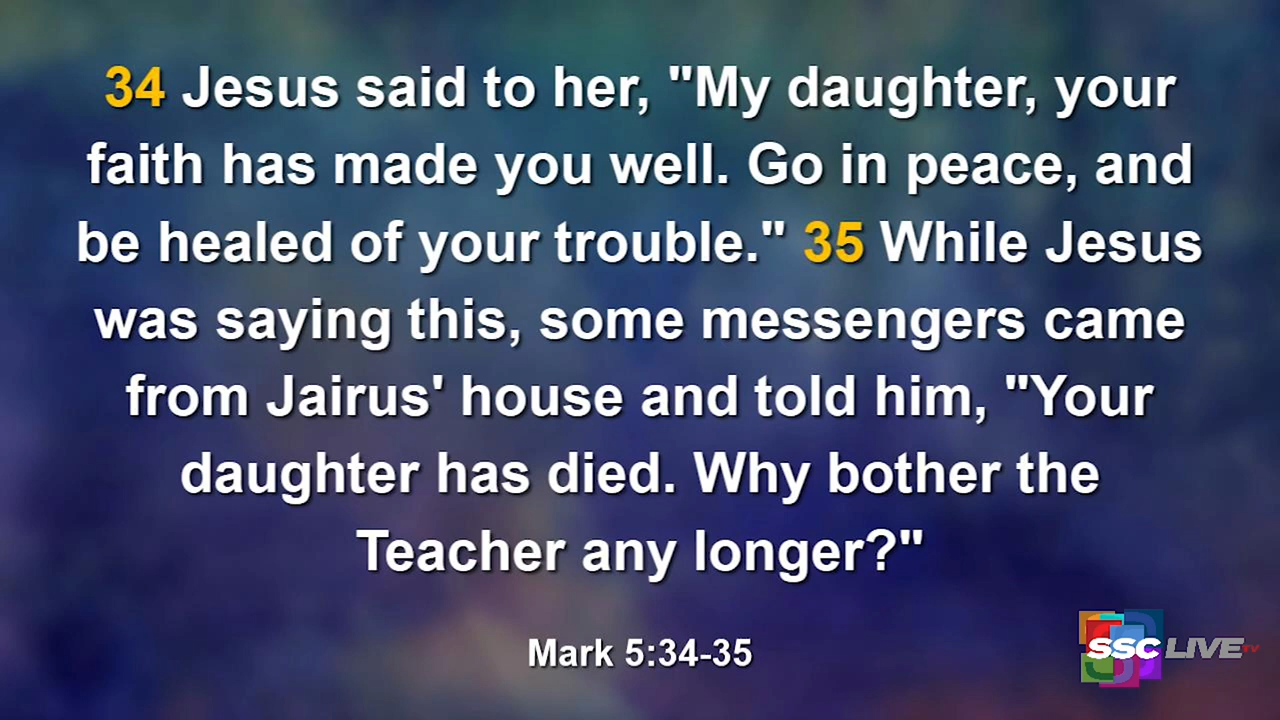 34 Jesus said to her, "My daughter, your
faith has made you well. Go in peace, and
be healed of your trouble." 35 While Jesus
was saying this, some messengers came
from Jairus' house and told him, "Your
daughter has died. Why bother the
Teacher any longer?"
Mark 5:34-35
SSC LIVE TV